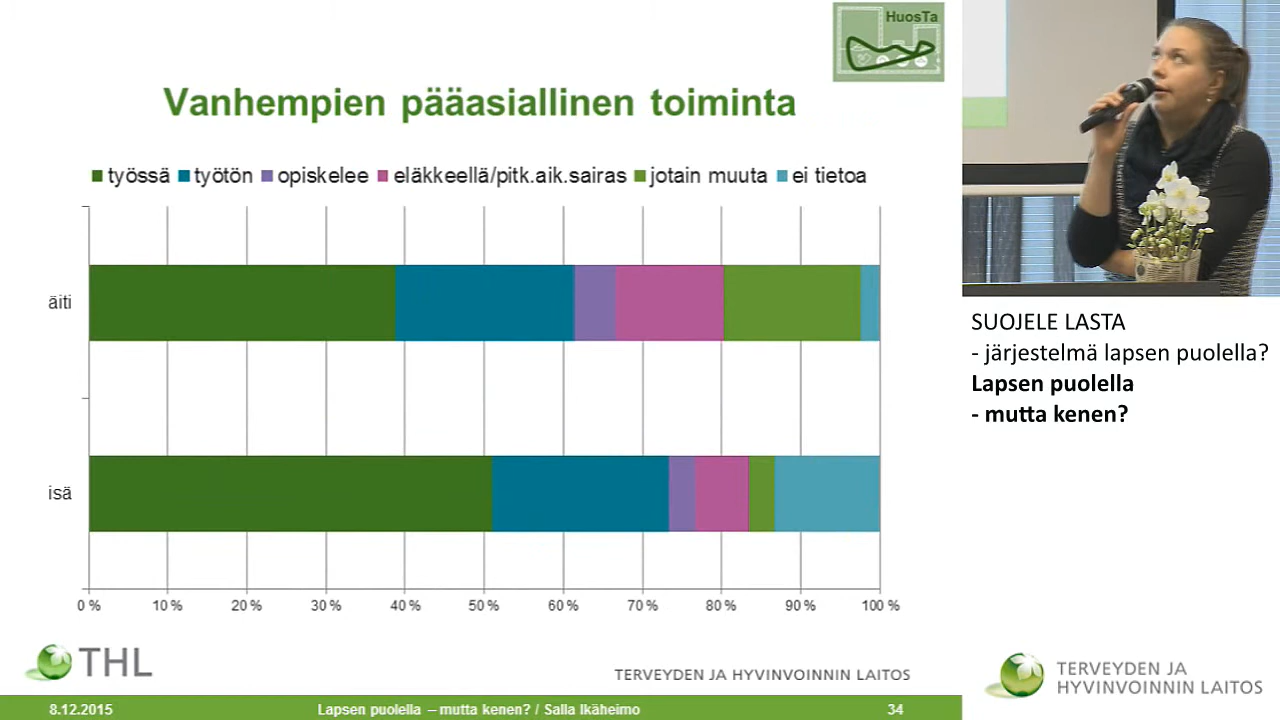 HuosTa
Vanhempien pääasiallinen toiminta
työssä työtön opiskelee eläkkeellä/pitk.aik.sairas jotain muuta ei tietoa
äiti
isä
0 % 10 % 20 % 30 % 40 % 50 % 60 % 70 % 80 % 90 % 100 %
THL
TERVEYDEN JA HYVINVOINNIN LAITOS
8.12.2015 Lapsen puolella – mutta kenen? / Salla Ikäheimo 34
SUOJELE LASTA
- järjestelmä lapsen puolella?
Lapsen puolella
- mutta kenen?
TERVEYDEN JA
HYVINVOINNIN LAITOS